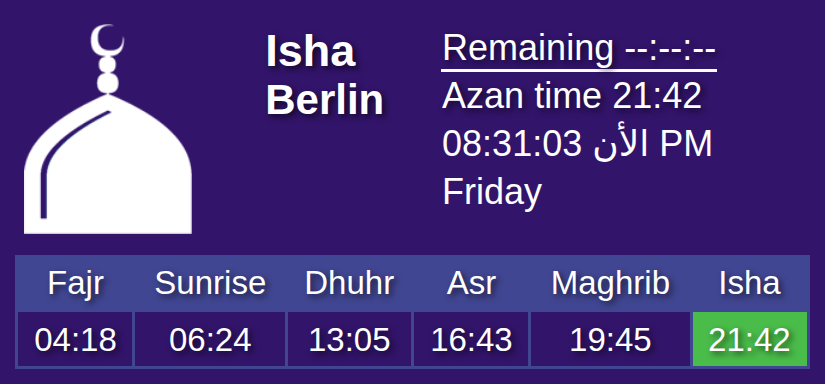 Isha
Berlin
Remaining --:--:--
Azan time 21:42
08:31:03 الأن PM
Friday
Fajr Sunrise Dhuhr Asr Maghrib Isha
04:18 06:24 13:05 16:43 19:45 21:42